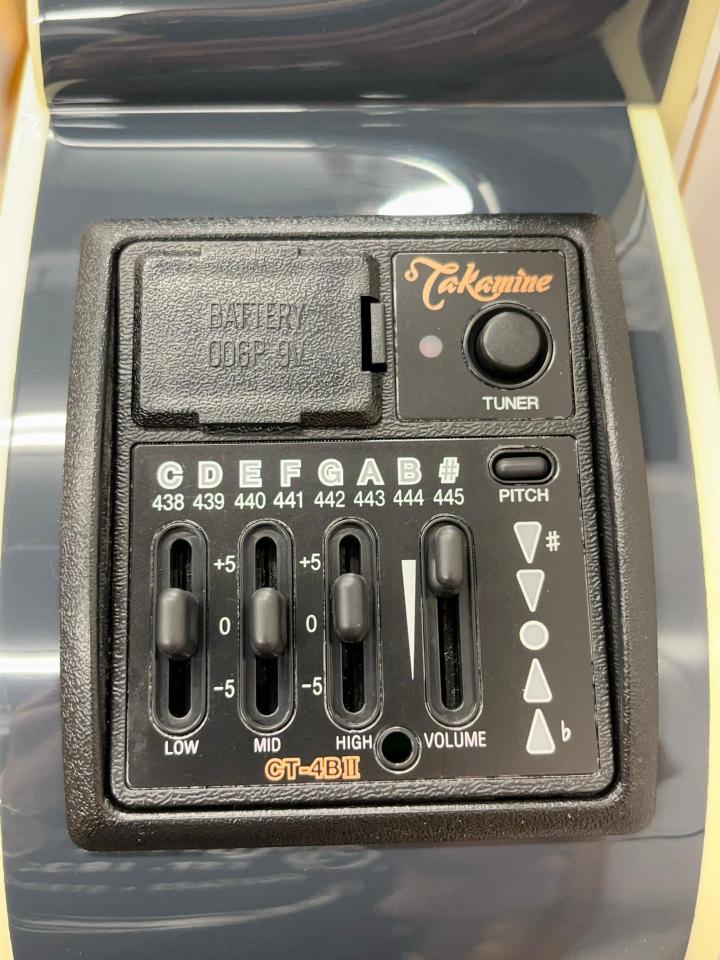 BATTERY
006P 9V
Takamine
TUNER
C D E F G A B #
438 439 440 441 442 443 444 445
PITCH
#
+5 +5
0 0
-5 -5
♭
LOW MID HIGH VOLUME
CT-4BⅡ